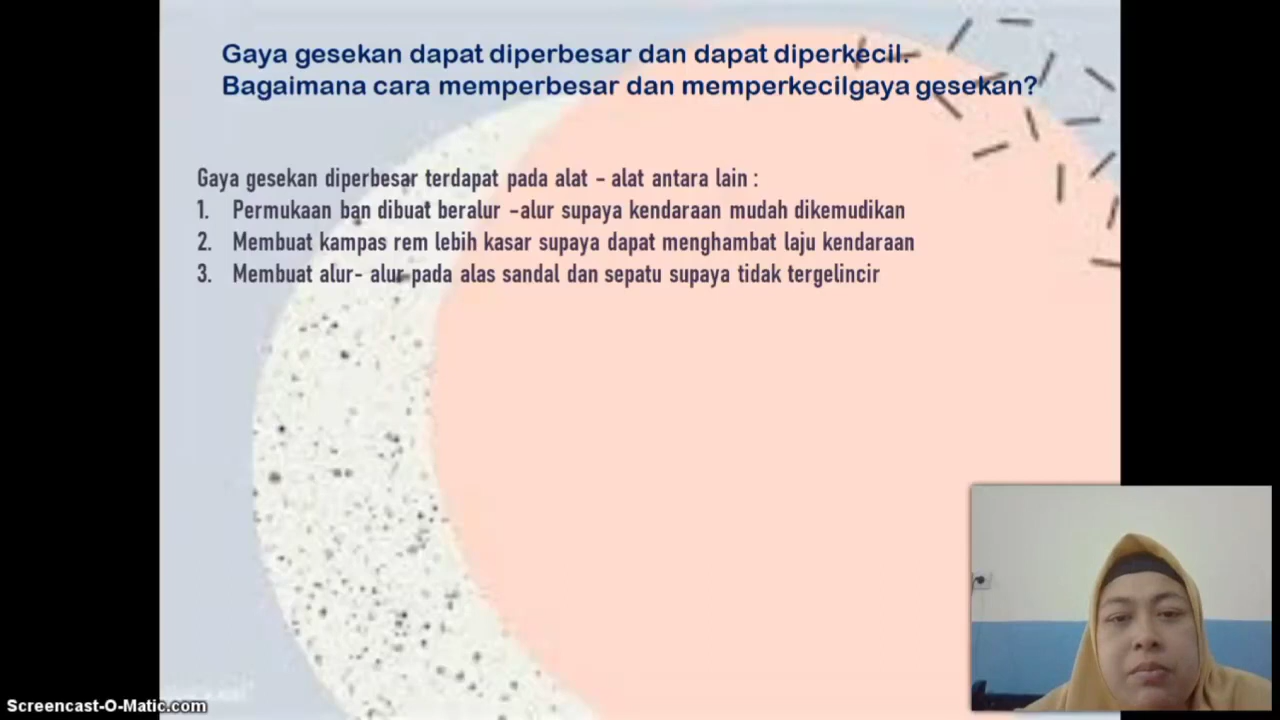 Gaya gesekan dapat diperbesar dan dapat diperkecil.
Bagaimana cara memperbesar dan memperkecilgaya gesekan?
Gaya gesekan diperbesar terdapat pada alat – alat antara lain :
1. Permukaan ban dibuat beralur –alur supaya kendaraan mudah dikemudikan
2. Membuat kampas rem lebih kasar supaya dapat menghambat laju kendaraan
3. Membuat alur- alur pada alas sandal dan sepatu supaya tidak tergelincir
Screencast-O-Matic.com